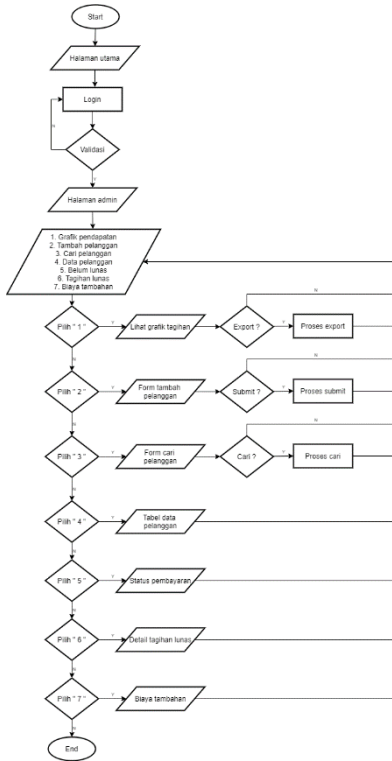 Start
Halaman utama
Login
N
Validasi
Y
Halaman admin
1. Grafik pendapatan
2. Tambah pelanggan
3. Cari pelanggan
4. Data pelanggan
5. Belum lunas
6. Tagihan lunas
7. Biaya tambahan
N
Pilih " 1 "
Y
Lihat grafik tagihan
Export ?
Y
Proses export
N
N
Pilih " 2 "
Y
Form tambah
pelanggan
Submit ?
Y
Proses submit
N
N
Pilih " 3 "
Y
Form cari
pelanggan
Cari ?
Y
Proses cari
N
Pilih " 4 "
Y
Tabel data
pelanggan
N
Pilih " 5 "
Y
Status pembayaran
N
Pilih " 6 "
Y
Detail tagihan lunas
N
Pilih " 7 "
Y
Biaya tambahan
N
End